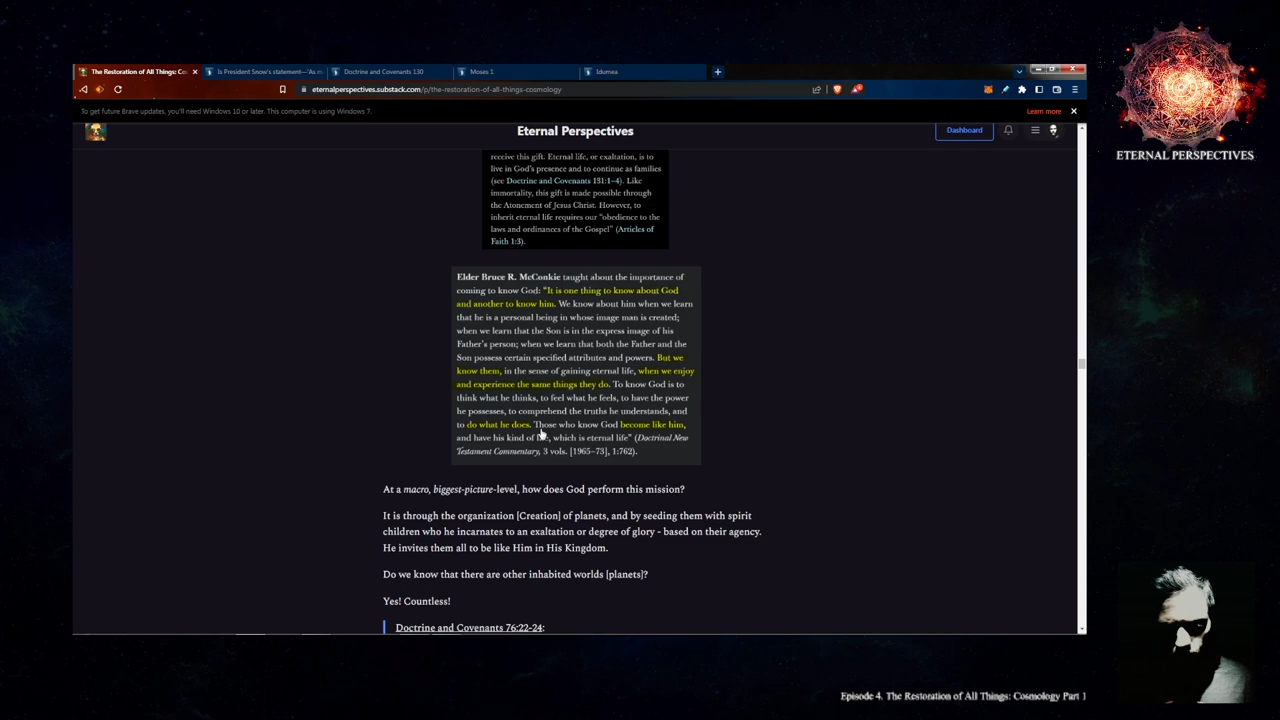 The Restoration of All Things: Co
Is President Snow's statement—'As m
Doctrine and Covenants 130
Moses 1
Idumea
eternalperspectives.substack.com/p/the-restoration-of-all-things-cosmology
To get future Brave updates, you'll need Windows 10 or later. This computer is using Windows 7.
Learn more
Eternal Perspectives
Dashboard
ETERNAL PERSPECTIVES
receive this gift. Eternal life, or exaltation, is to
live in God's presence and to continue as families
(see Doctrine and Covenants 131:1–4). Like
immortality, this gift is made possible through
the Atonement of Jesus Christ. However, to
inherit eternal life requires our "obedience to the
laws and ordinances of the Gospel" (Articles of
Faith 1:3).
Elder Bruce R. McConkie taught about the importance of
coming to know God: "It is one thing to know about God
and another to know him. We know about him when we learn
that he is a personal being in whose image man is created;
when we learn that the Son is in the express image of his
Father's person; when we learn that both the Father and the
Son possess certain specified attributes and powers. But we
know them, in the sense of gaining eternal life, when we enjoy
and experience the same things they do. To know God is to
think what he thinks, to feel what he feels, to have the power
he possesses, to comprehend the truths he understands, and
to do what he does. Those who know God become like him,
and have his kind of life, which is eternal life" (Doctrinal New
Testament Commentary, 3 vols. [1965–73], 1:762).
At a macro, biggest-picture-level, how does God perform this mission?
It is through the organization [Creation] of planets, and by seeding them with spirit
children who he incarnates to an exaltation or degree of glory - based on their agency.
He invites them all to be like Him in His Kingdom.
Do we know that there are other inhabited worlds [planets]?
Yes! Countless!
Doctrine and Covenants 76:22-24:
Episode 4. The Restoration of All Things: Cosmology Part 1